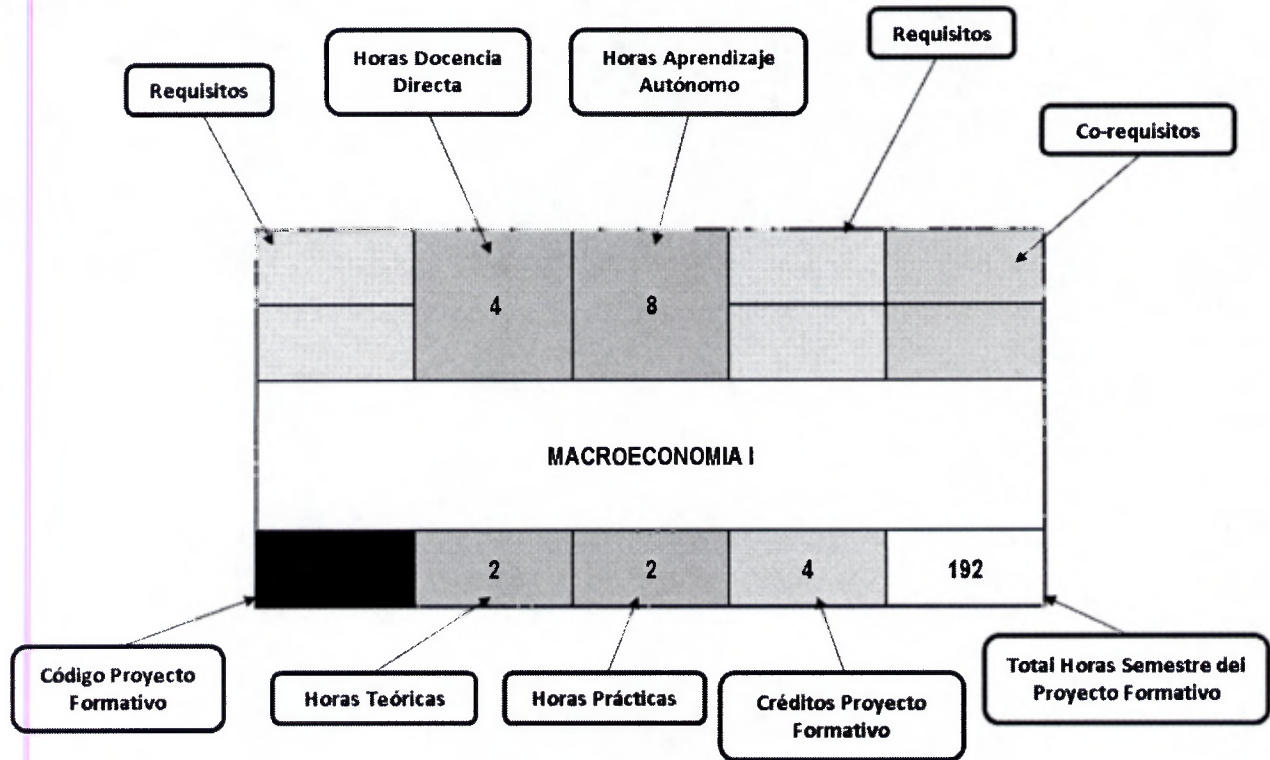 Requisitos
Horas Docencia
Directa
Horas Aprendizaje
Autónomo
Requisitos
Co-requisitos
4
8
MACROECONOMIA I
2
2
4
192
Código Proyecto
Formativo
Horas Teóricas
Horas Prácticas
Créditos Proyecto
Formativo
Total Horas Semestre del
Proyecto Formativo